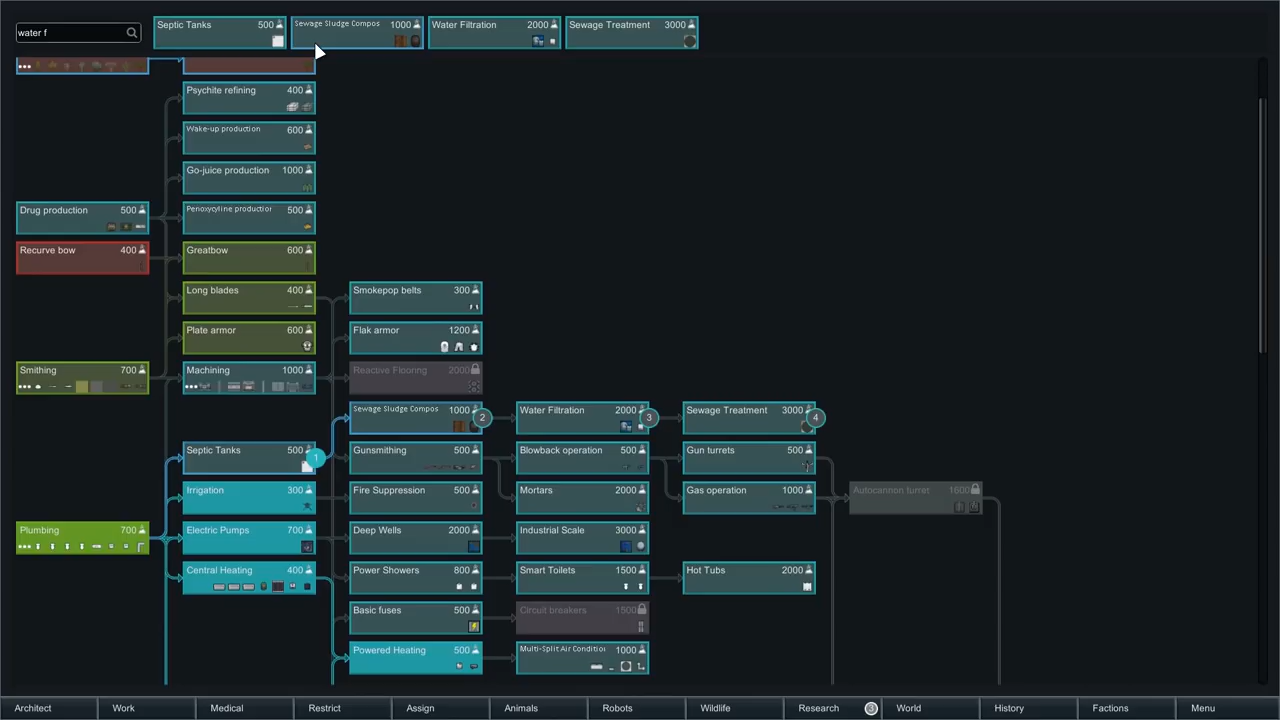 water f
Septic Tanks 500
Sewage Sludge Compos 1000
Water Filtration 2000
Sewage Treatment 3000
Psychite refining 400
Wake-up production 600
Go-juice production 1000
Drug production 500
Penoxycyline production 500
Recurve bow 400
Greatbow 600
Long blades 400
Smokepop belts 300
Plate armor 600
Flak armor 1200
Smithing 700
Machining 1000
Reactive Flooring 2000
Sewage Sludge Compos 1000 2
Water Filtration 2000 3
Sewage Treatment 3000 4
Septic Tanks 500 1
Gunsmithing 500
Blowback operation 500
Gun turrets 500
Irrigation 300
Fire Suppression 500
Mortars 2000
Gas operation 1000
Autocannon turret 1600
Plumbing 700
Electric Pumps 700
Deep Wells 2000
Industrial Scale 3000
Central Heating 400
Power Showers 800
Smart Toilets 1500
Hot Tubs 2000
Basic fuses 500
Circuit breakers 1500
Powered Heating 500
Multi-Split Air Conditio 1000
Architect Work Medical Restrict Assign Animals Robots Wildlife Research 3 World History Factions Menu